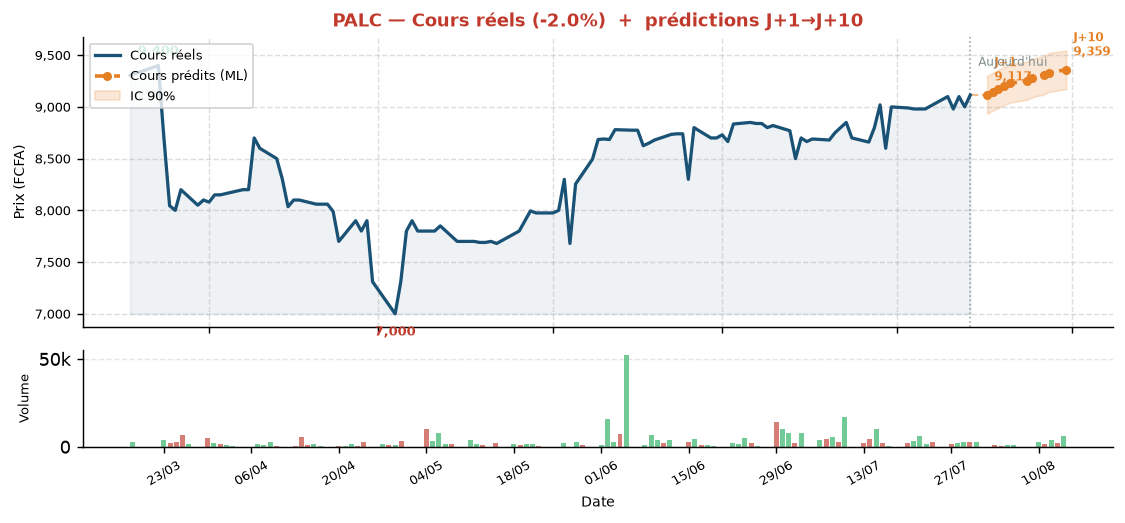 PALC — Cours réels (-2.0%)  +  prédictions J+1→J+10
9,400
Cours réels
Cours prédits (ML)
IC 90%
Aujourd'hui
J+1
9,117
J+10
9,359
Prix (FCFA)
9,500
9,000
8,500
8,000
7,500
7,000
7,000
Volume
50k
0
23/03
06/04
20/04
04/05
18/05
01/06
15/06
29/06
13/07
27/07
10/08
Date